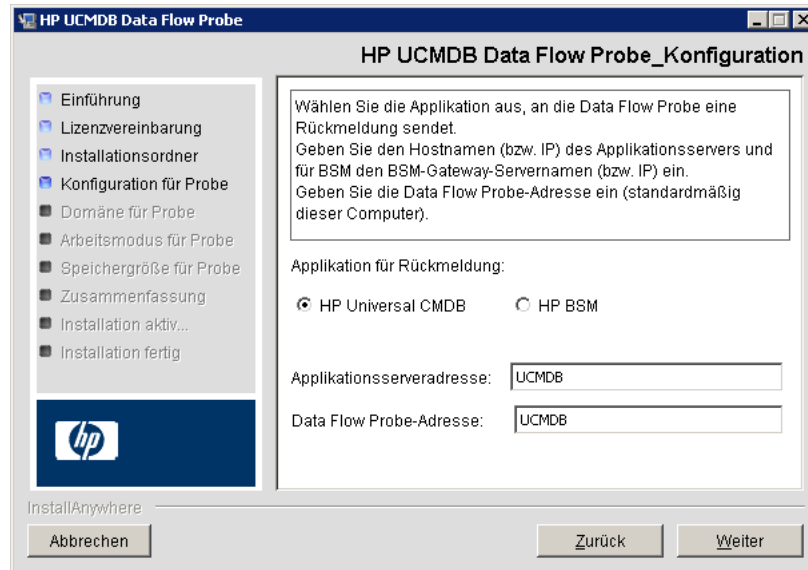 HP UCMDB Data Flow Probe
HP UCMDB Data Flow Probe_Konfiguration
Einführung
Lizenzvereinbarung
Installationsordner
Konfiguration für Probe
Domäne für Probe
Arbeitsmodus für Probe
Speichergröße für Probe
Zusammenfassung
Installation aktiv...
Installation fertig
hp
Wählen Sie die Applikation aus, an die Data Flow Probe eine
Rückmeldung sendet.
Geben Sie den Hostnamen (bzw. IP) des Applikationsservers und
für BSM den BSM-Gateway-Servernamen (bzw. IP) ein.
Geben Sie die Data Flow Probe-Adresse ein (standardmäßig
dieser Computer).
Applikation für Rückmeldung:
HP Universal CMDB HP BSM
Applikationsserveradresse: UCMDB
Data Flow Probe-Adresse: UCMDB
InstallAnywhere
Abbrechen Zurück Weiter